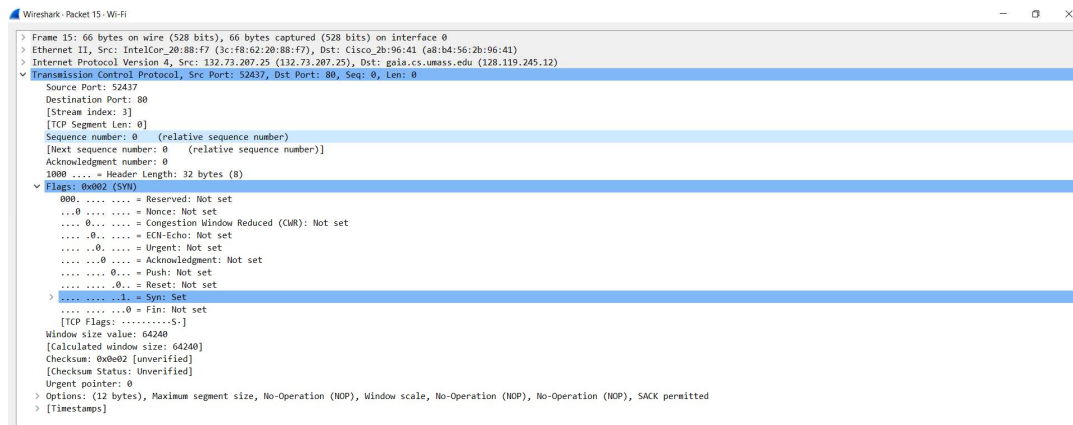 Wireshark · Packet 15 · Wi-Fi
> Frame 15: 66 bytes on wire (528 bits), 66 bytes captured (528 bits) on interface 0
> Ethernet II, Src: IntelCor_20:88:f7 (3c:f8:62:20:88:f7), Dst: Cisco_2b:96:41 (a8:b4:56:2b:96:41)
> Internet Protocol Version 4, Src: 132.73.207.25 (132.73.207.25), Dst: gaia.cs.umass.edu (128.119.245.12)
Transmission Control Protocol, Src Port: 52437, Dst Port: 80, Seq: 0, Len: 0
Source Port: 52437
Destination Port: 80
[Stream index: 3]
[TCP Segment Len: 0]
Sequence number: 0    (relative sequence number)
[Next sequence number: 0    (relative sequence number)]
Acknowledgment number: 0
1000 .... = Header Length: 32 bytes (8)
Flags: 0x002 (SYN)
000. .... .... = Reserved: Not set
...0 .... .... = Nonce: Not set
.... 0... .... = Congestion Window Reduced (CWR): Not set
.... .0.. .... = ECN-Echo: Not set
.... ..0. .... = Urgent: Not set
.... ...0 .... = Acknowledgment: Not set
.... .... 0... = Push: Not set
.... .... .0.. = Reset: Not set
> .... .... ..1. = Syn: Set
.... .... ...0 = Fin: Not set
[TCP Flags: ··········S·]
Window size value: 64240
[Calculated window size: 64240]
Checksum: 0x0e02 [unverified]
[Checksum Status: Unverified]
Urgent pointer: 0
> Options: (12 bytes), Maximum segment size, No-Operation (NOP), Window scale, No-Operation (NOP), No-Operation (NOP), SACK permitted
> [Timestamps]